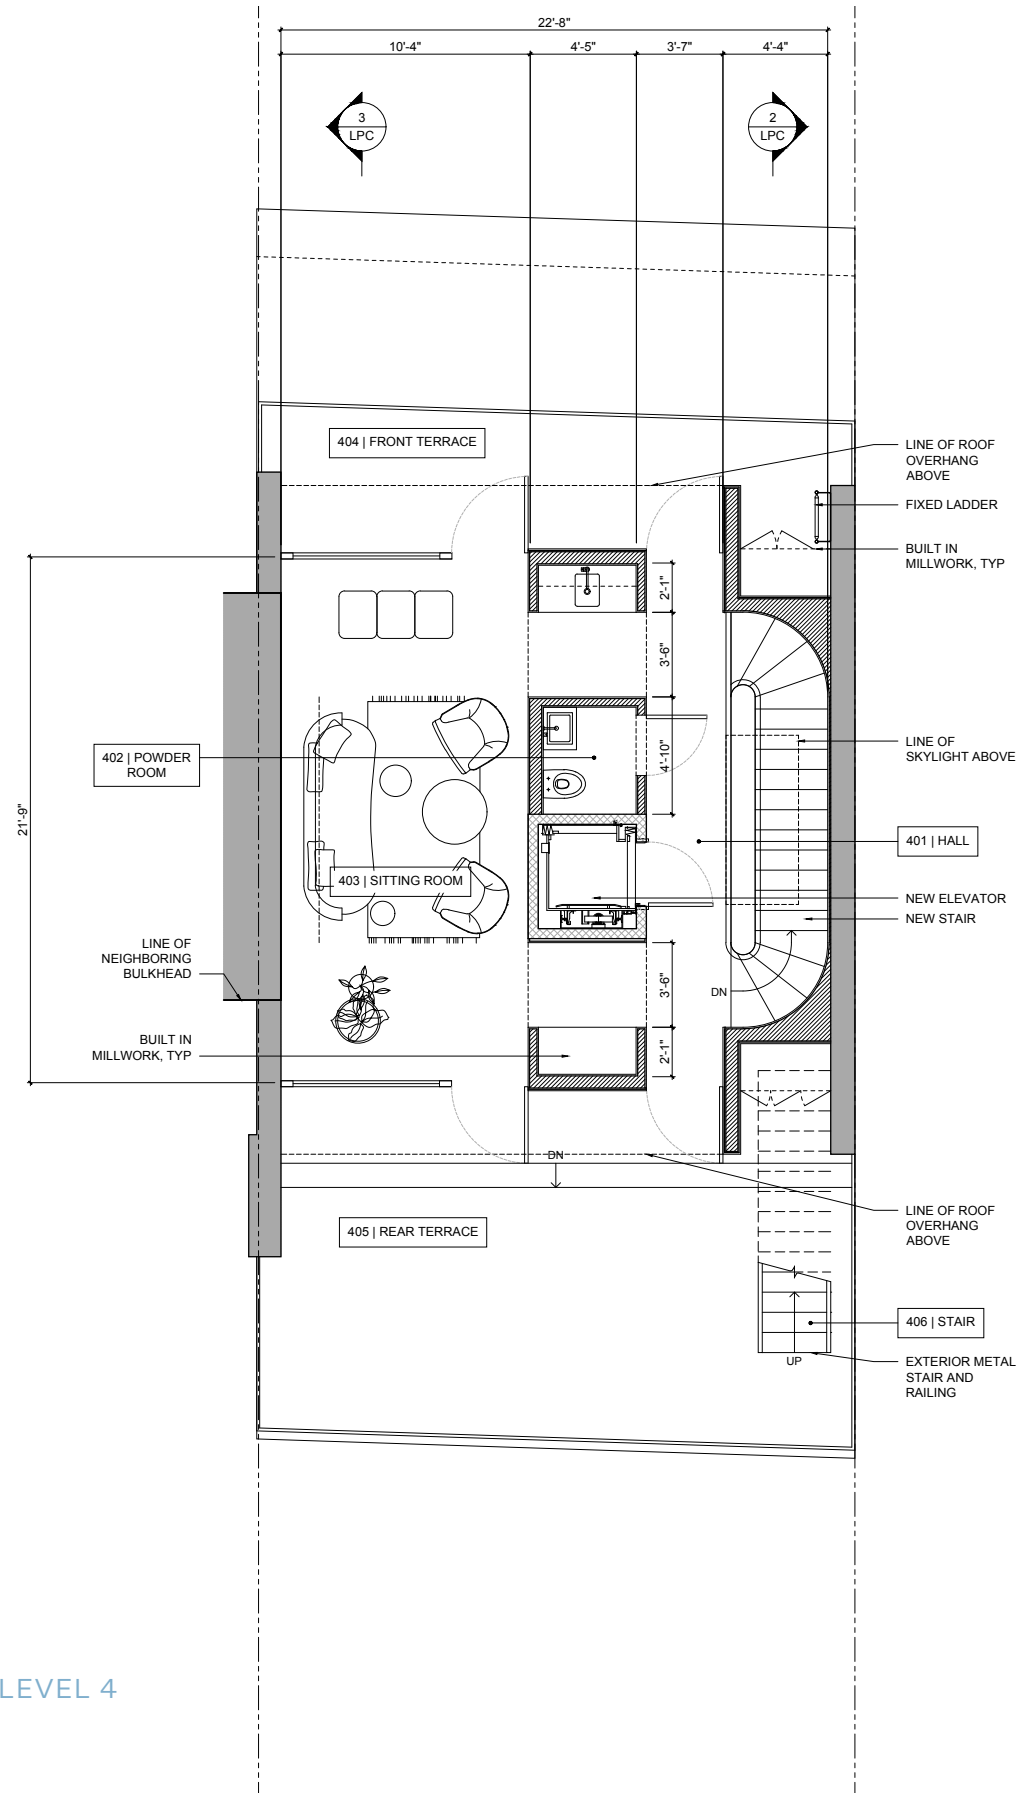 22'-8"
10'-4"
4'-5"
3'-7"
4'-4"
3
LPC
2
LPC
404 | FRONT TERRACE
LINE OF ROOF
OVERHANG
ABOVE
FIXED LADDER
BUILT IN
MILLWORK, TYP
2'-1"
3'-6"
4'-10"
402 | POWDER
ROOM
LINE OF
SKYLIGHT ABOVE
21'-9"
401 | HALL
403 | SITTING ROOM
NEW ELEVATOR
NEW STAIR
LINE OF
NEIGHBORING
BULKHEAD
DN
3'-6"
2'-1"
BUILT IN
MILLWORK, TYP
DN
LINE OF ROOF
OVERHANG
ABOVE
405 | REAR TERRACE
406 | STAIR
UP
EXTERIOR METAL
STAIR AND
RAILING
LEVEL 4